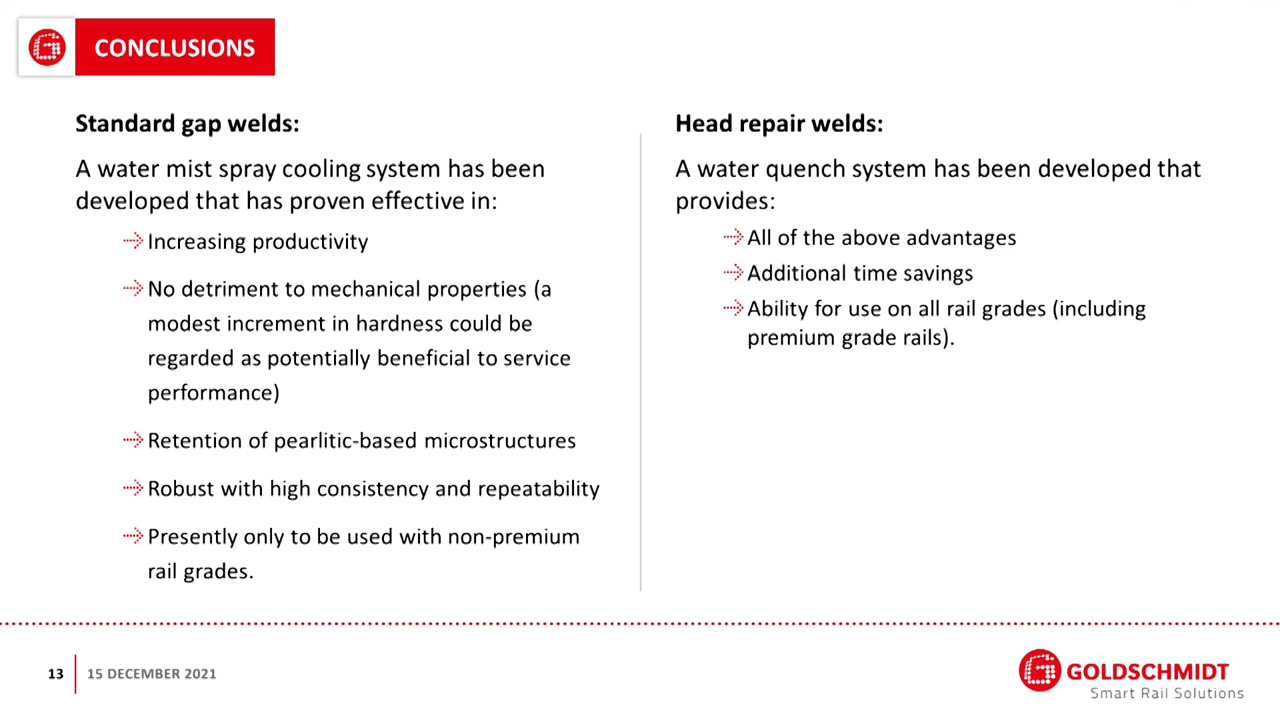 CONCLUSIONS
Standard gap welds:
A water mist spray cooling system has been
developed that has proven effective in:
Increasing productivity
No detriment to mechanical properties (a
modest increment in hardness could be
regarded as potentially beneficial to service
performance)
Retention of pearlitic-based microstructures
Robust with high consistency and repeatability
Presently only to be used with non-premium
rail grades.
Head repair welds:
A water quench system has been developed that
provides:
All of the above advantages
Additional time savings
Ability for use on all rail grades (including
premium grade rails).
13
15 DECEMBER 2021
GOLDSCHMIDT
Smart Rail Solutions